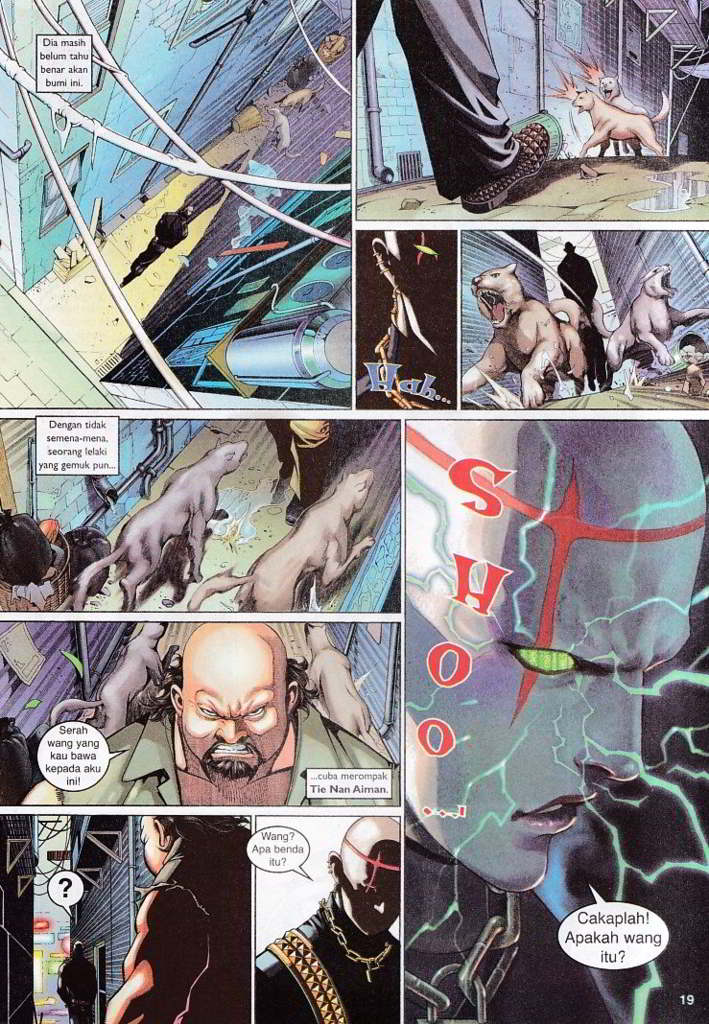 Dia masih
belum tahu
benar akan
bumi ini.
Hah...
Dengan tidak
semena-mena,
seorang lelaki
yang gemuk pun...
SHOOO...!
Serah
wang yang
kau bawa
kepada aku
ini!
...cuba merompak
Tie Nan Aiman.
?
Wang?
Apa benda
itu?
Cakaplah!
Apakah wang
itu?
19